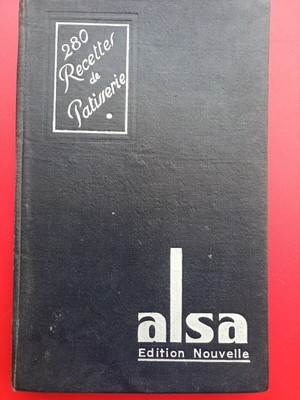 280
Recettes
de
Patisserie
alsa
Edition Nouvelle